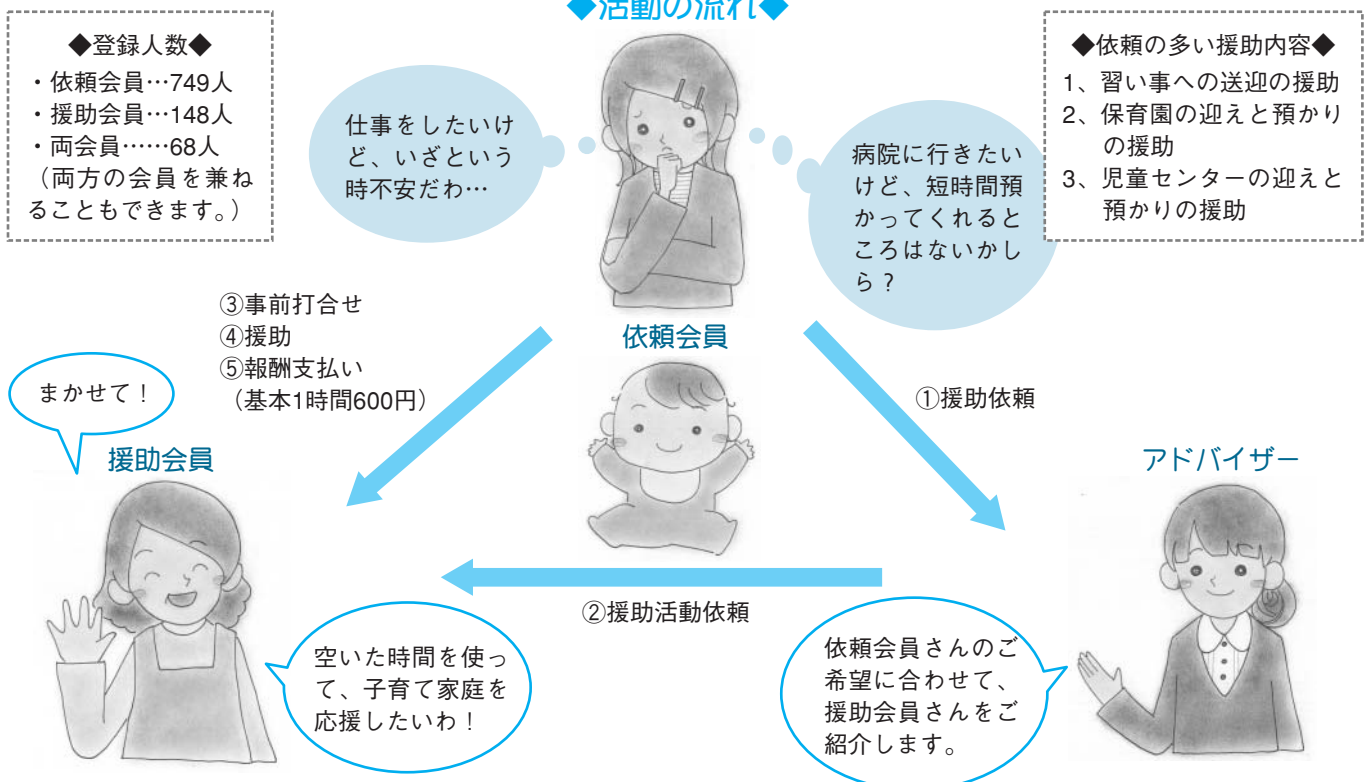 ◆活動の流れ◆
◆登録人数◆
・依頼会員…749人
・援助会員…148人
・両会員……68人
(両方の会員を兼ね
ることもできます。)
仕事をしたいけ
ど、いざという
時不安だわ…
病院に行きたい
けど、短時間預
かってくれると
ころはないかし
ら？
◆依頼の多い援助内容◆
1、習い事への送迎の援助
2、保育園の迎えと預かり
の援助
3、児童センターの迎えと
預かりの援助
③事前打合せ
④援助
⑤報酬支払い
(基本1時間600円)
依頼会員
①援助依頼
まかせて！
援助会員
アドバイザー
②援助活動依頼
空いた時間を使っ
て、子育て家庭を
応援したいわ！
依頼会員さんのご
希望に合わせて、
援助会員さんをご
紹介します。